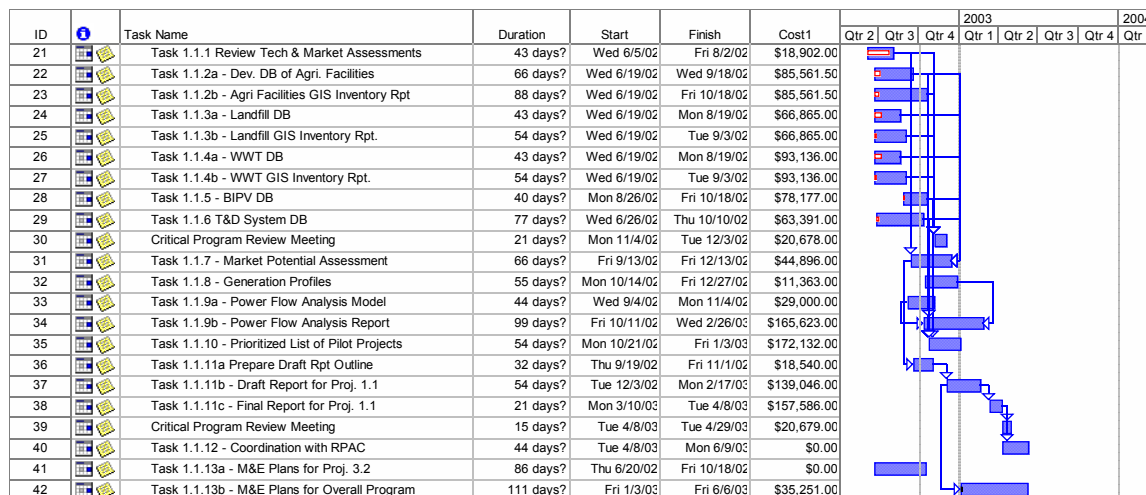 2003 2004
ID Task Name Duration Start Finish Cost1 Qtr 2 Qtr 3 Qtr 4 Qtr 1 Qtr 2 Qtr 3 Qtr 4 Qtr 1
21 Task 1.1.1 Review Tech & Market Assessments 43 days? Wed 6/5/02 Fri 8/2/02 $18,902.00
22 Task 1.1.2a - Dev. DB of Agri. Facilities 66 days? Wed 6/19/02 Wed 9/18/02 $85,561.50
23 Task 1.1.2b - Agri Facilities GIS Inventory Rpt 88 days? Wed 6/19/02 Fri 10/18/02 $85,561.50
24 Task 1.1.3a - Landfill DB 43 days? Wed 6/19/02 Mon 8/19/02 $66,865.00
25 Task 1.1.3b - Landfill GIS Inventory Rpt. 54 days? Wed 6/19/02 Tue 9/3/02 $66,865.00
26 Task 1.1.4a - WWT DB 43 days? Wed 6/19/02 Mon 8/19/02 $93,136.00
27 Task 1.1.4b - WWT GIS Inventory Rpt. 54 days? Wed 6/19/02 Tue 9/3/02 $93,136.00
28 Task 1.1.5 - BIPV DB 40 days? Mon 8/26/02 Fri 10/18/02 $78,177.00
29 Task 1.1.6 T&D System DB 77 days? Wed 6/26/02 Thu 10/10/02 $63,391.00
30 Critical Program Review Meeting 21 days? Mon 11/4/02 Tue 12/3/02 $20,678.00
31 Task 1.1.7 - Market Potential Assessment 66 days? Fri 9/13/02 Fri 12/13/02 $44,896.00
32 Task 1.1.8 - Generation Profiles 55 days? Mon 10/14/02 Fri 12/27/02 $11,363.00
33 Task 1.1.9a - Power Flow Analysis Model 44 days? Wed 9/4/02 Mon 11/4/02 $29,000.00
34 Task 1.1.9b - Power Flow Analysis Report 99 days? Fri 10/11/02 Wed 2/26/03 $165,623.00
35 Task 1.1.10 - Prioritized List of Pilot Projects 54 days? Mon 10/21/02 Fri 1/3/03 $172,132.00
36 Task 1.1.11a Prepare Draft Rpt Outline 32 days? Thu 9/19/02 Fri 11/1/02 $18,540.00
37 Task 1.1.11b - Draft Report for Proj. 1.1 54 days? Tue 12/3/02 Mon 2/17/03 $139,046.00
38 Task 1.1.11c - Final Report for Proj. 1.1 21 days? Mon 3/10/03 Tue 4/8/03 $157,586.00
39 Critical Program Review Meeting 15 days? Tue 4/8/03 Tue 4/29/03 $20,679.00
40 Task 1.1.12 - Coordination with RPAC 44 days? Tue 4/8/03 Mon 6/9/03 $0.00
41 Task 1.1.13a - M&E Plans for Proj. 3.2 86 days? Thu 6/20/02 Fri 10/18/02 $0.00
42 Task 1.1.13b - M&E Plans for Overall Program 111 days? Fri 1/3/03 Fri 6/6/03 $35,251.00